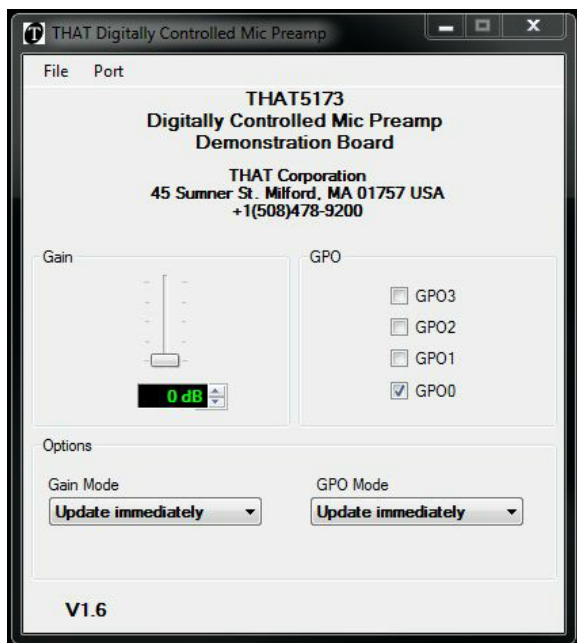 T THAT Digitally Controlled Mic Preamp
File Port
THAT5173
Digitally Controlled Mic Preamp
Demonstration Board
THAT Corporation
45 Sumner St. Milford, MA 01757 USA
+1(508)478-9200
Gain
0 dB
GPO
GPO3
GPO2
GPO1
GPO0
Options
Gain Mode
Update immediately
GPO Mode
Update immediately
V1.6